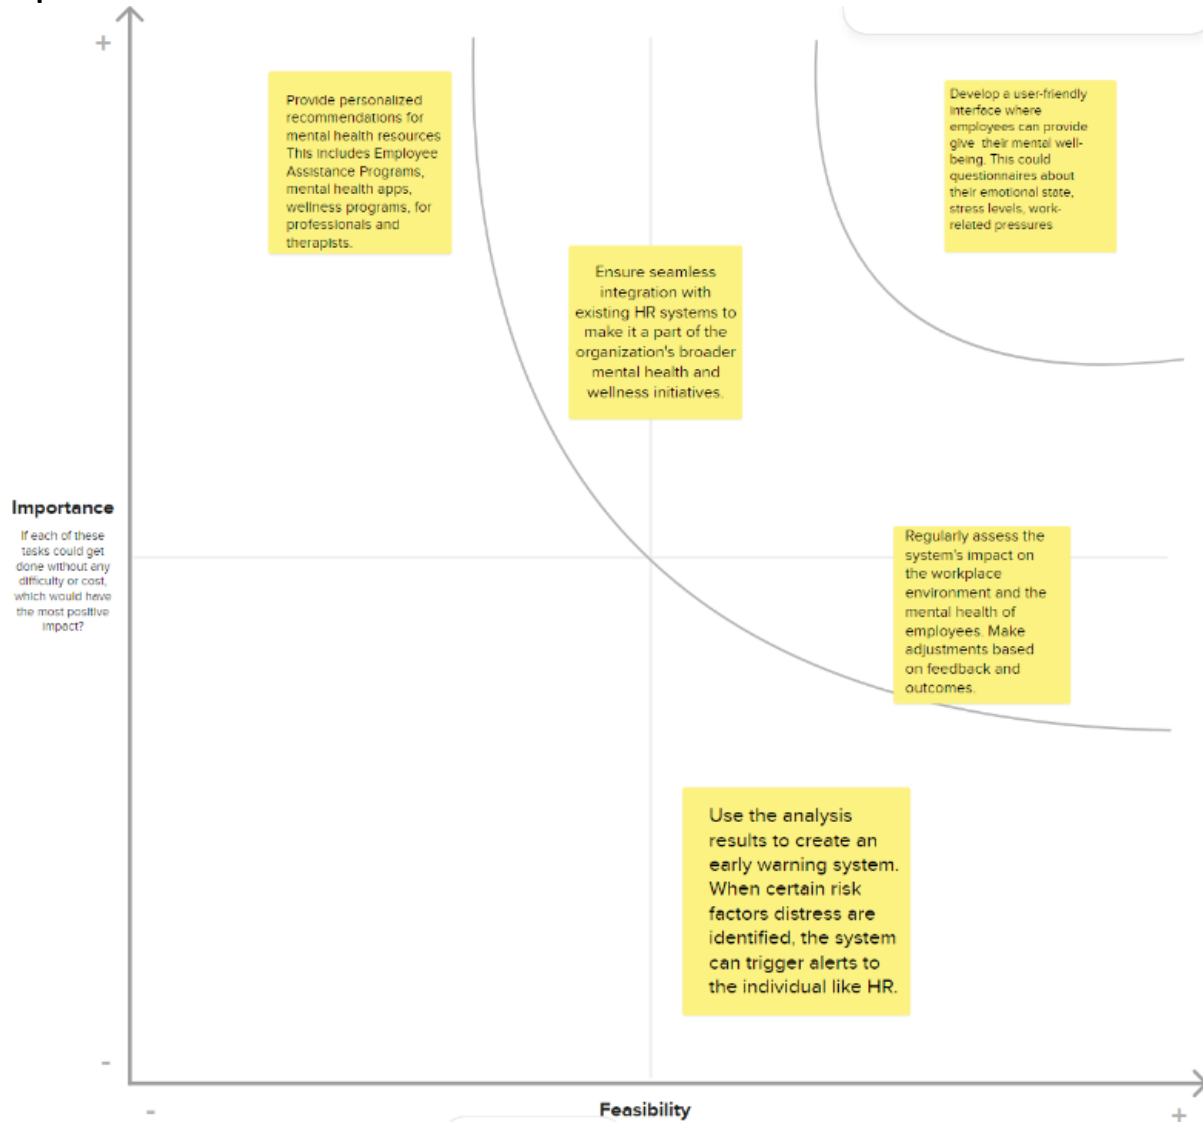 +
Provide personalized
recommendations for
mental health resources
This includes Employee
Assistance Programs,
mental health apps,
wellness programs, for
professionals and
therapists.
Develop a user-friendly
interface where
employees can provide
give  their mental well-
being. This could
questionnaires about
their emotional state,
stress levels, work-
related pressures
Ensure seamless
integration with
existing HR systems to
make it a part of the
organization's broader
mental health and
wellness initiatives.
Importance
If each of these
tasks could get
done without any
difficulty or cost,
which would have
the most positive
impact?
Regularly assess the
system's impact on
the workplace
environment and the
mental health of
employees. Make
adjustments based
on feedback and
outcomes.
Use the analysis
results to create an
early warning system.
When certain risk
factors distress are
identified, the system
can trigger alerts to
the individual like HR.
-
-
Feasibility
+